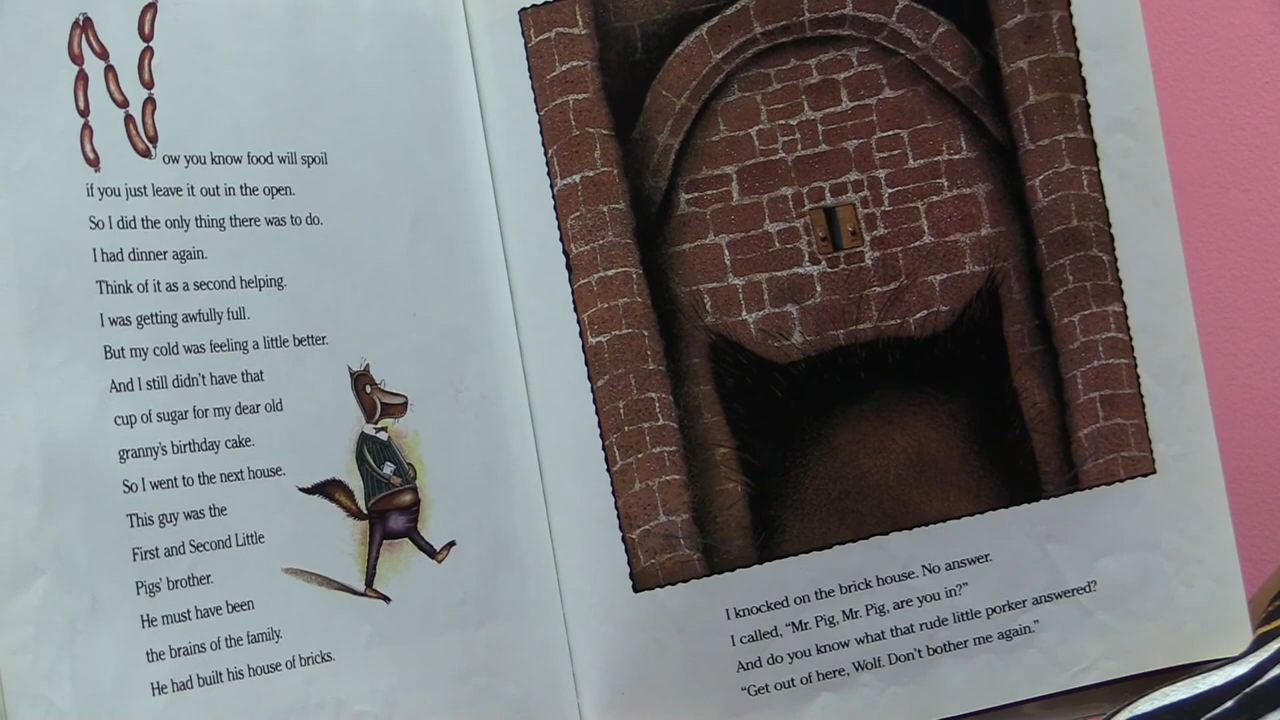 Now you know food will spoil
if you just leave it out in the open.
So I did the only thing there was to do.
I had dinner again.
Think of it as a second helping.
I was getting awfully full.
But my cold was feeling a little better.
And I still didn't have that
cup of sugar for my dear old
granny's birthday cake.
So I went to the next house.
This guy was the
First and Second Little
Pigs' brother.
He must have been
the brains of the family.
He had built his house of bricks.
I knocked on the brick house. No answer.
I called, “Mr. Pig, Mr. Pig, are you in?”
And do you know what that rude little porker answered?
“Get out of here, Wolf. Don't bother me again.”